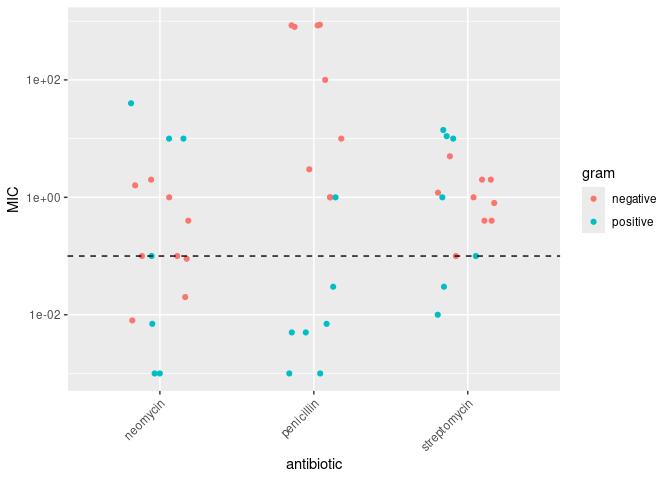 1e+02
1e+00
1e-02
MIC
neomycin
penicillin
streptomycin
antibiotic
gram
negative
positive